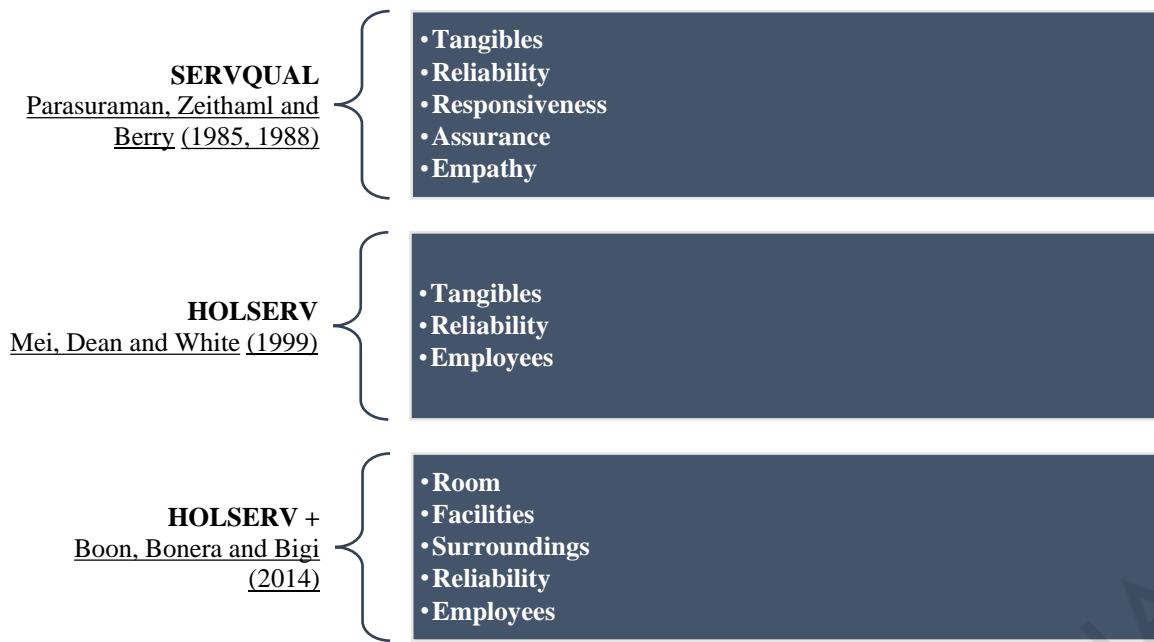 SERVQUAL
Parasuraman, Zeithaml and
Berry (1985, 1988)
•Tangibles
•Reliability
•Responsiveness
•Assurance
•Empathy
HOLSERV
Mei, Dean and White (1999)
•Tangibles
•Reliability
•Employees
HOLSERV +
Boon, Bonera and Bigi
(2014)
•Room
•Facilities
•Surroundings
•Reliability
•Employees